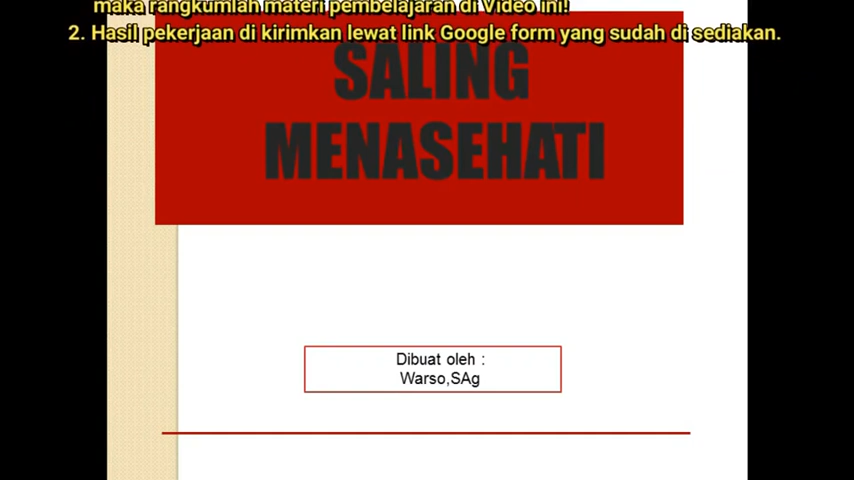 maka rangkumlah materi pembelajaran di Video ini!
2. Hasil pekerjaan di kirimkan lewat link Google form yang sudah di sediakan.
SALING
MENASEHATI
Dibuat oleh :
Warso,SAg